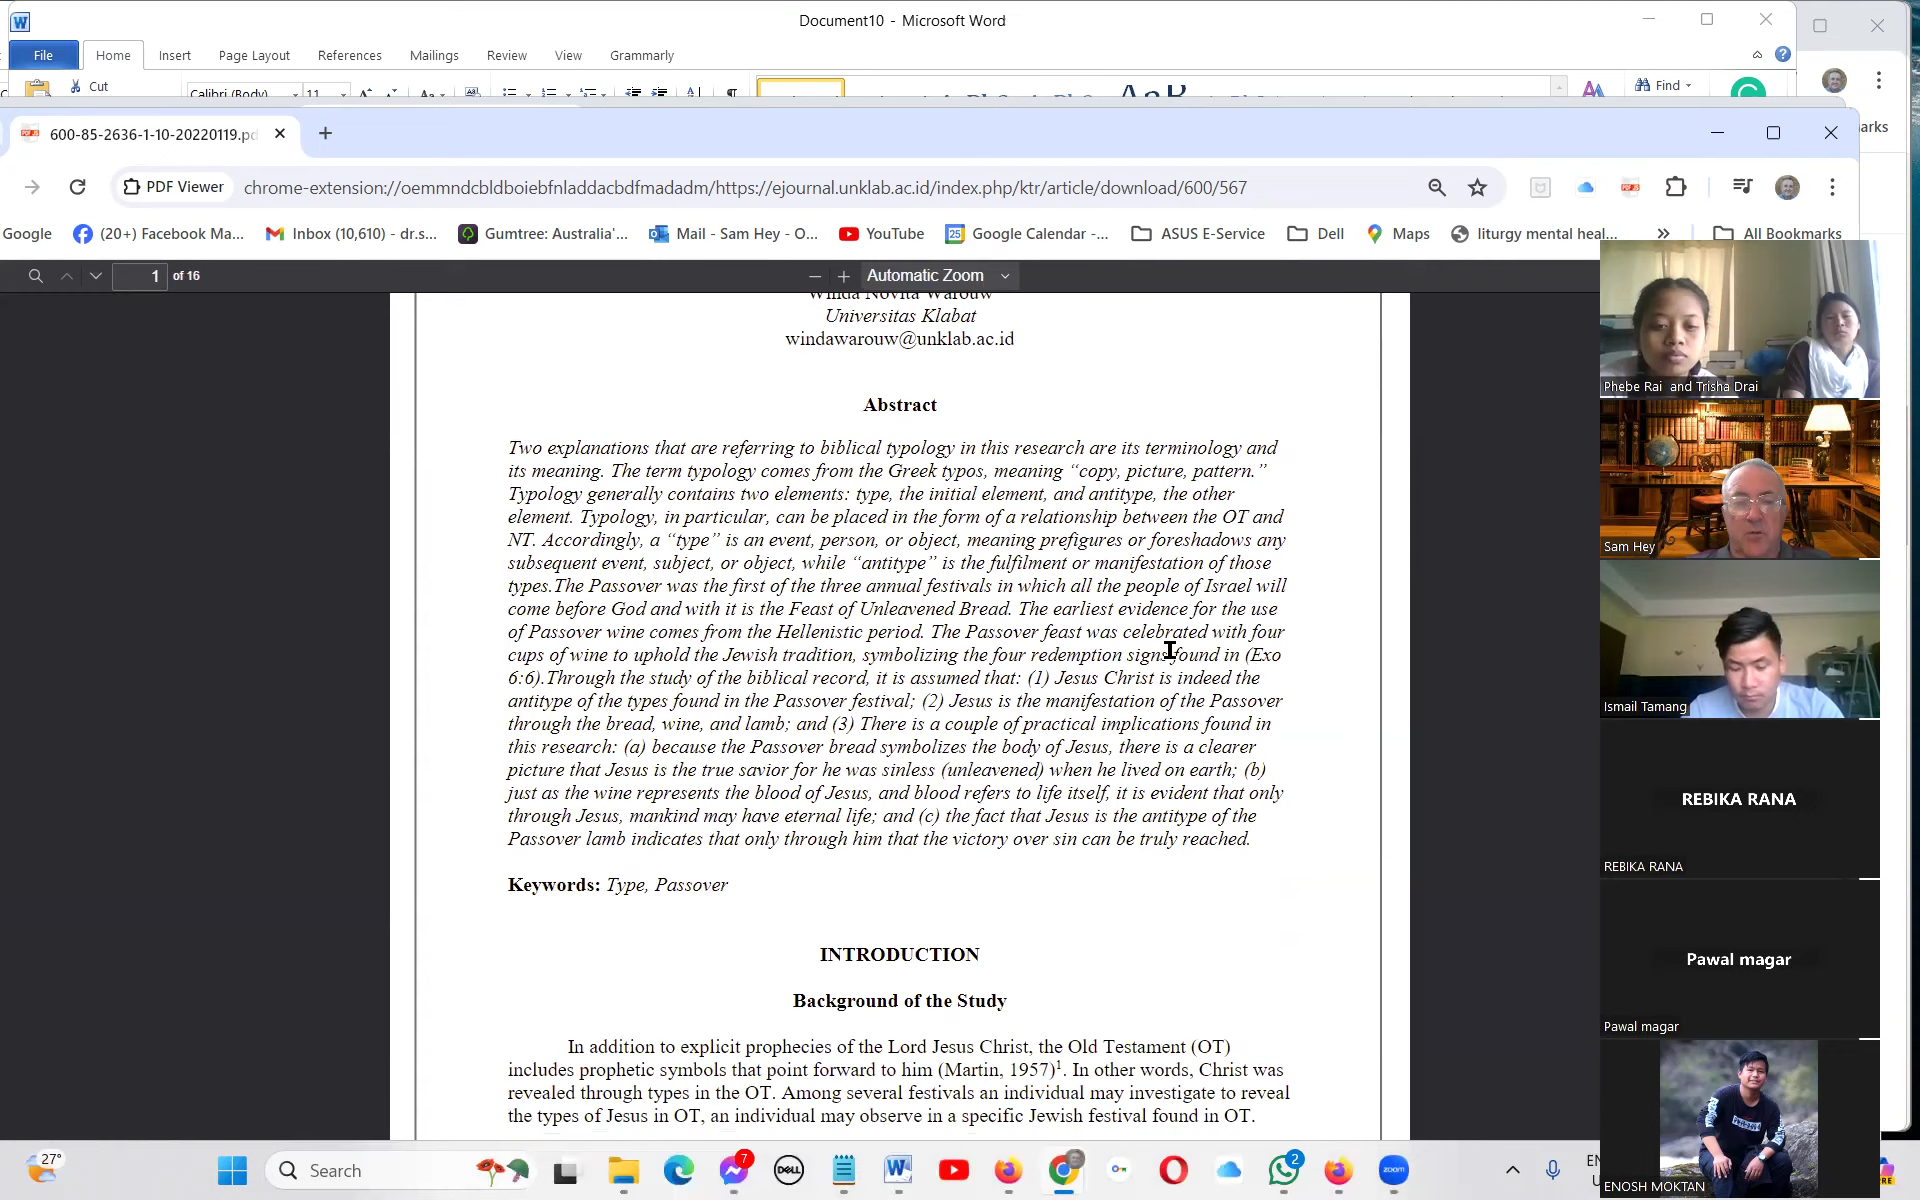 Document10 - Microsoft Word
File Home Insert Page Layout References Mailings Review View Grammarly
Cut
Calibri (Body) 11
Find
arks
600-85-2636-1-10-20220119.pd
PDF Viewer chrome-extension://oemmndcbldboiebfnladdacbdfmadadm/https://ejournal.unklab.ac.id/index.php/ktr/article/download/600/567
Google (20+) Facebook Ma... Inbox (10,610) - dr.s... Gumtree: Australia'... Mail - Sam Hey - O... YouTube Google Calendar -... ASUS E-Service Dell Maps liturgy mental heal... » All Bookmarks
1 of 16 Automatic Zoom
Winda Novita Warouw
Universitas Klabat
windawarouw@unklab.ac.id
Abstract
Two explanations that are referring to biblical typology in this research are its terminology and
its meaning. The term typology comes from the Greek typos, meaning “copy, picture, pattern.”
Typology generally contains two elements: type, the initial element, and antitype, the other
element. Typology, in particular, can be placed in the form of a relationship between the OT and
NT. Accordingly, a “type” is an event, person, or object, meaning prefigures or foreshadows any
subsequent event, subject, or object, while “antitype” is the fulfilment or manifestation of those
types.The Passover was the first of the three annual festivals in which all the people of Israel will
come before God and with it is the Feast of Unleavened Bread. The earliest evidence for the use
of Passover wine comes from the Hellenistic period. The Passover feast was celebrated with four
cups of wine to uphold the Jewish tradition, symbolizing the four redemption signs found in (Exo
6:6).Through the study of the biblical record, it is assumed that: (1) Jesus Christ is indeed the
antitype of the types found in the Passover festival; (2) Jesus is the manifestation of the Passover
through the bread, wine, and lamb; and (3) There is a couple of practical implications found in
this research: (a) because the Passover bread symbolizes the body of Jesus, there is a clearer
picture that Jesus is the true savior for he was sinless (unleavened) when he lived on earth; (b)
just as the wine represents the blood of Jesus, and blood refers to life itself, it is evident that only
through Jesus, mankind may have eternal life; and (c) the fact that Jesus is the antitype of the
Passover lamb indicates that only through him that the victory over sin can be truly reached.
Keywords: Type, Passover
INTRODUCTION
Background of the Study
In addition to explicit prophecies of the Lord Jesus Christ, the Old Testament (OT)
includes prophetic symbols that point forward to him (Martin, 1957)1. In other words, Christ was
revealed through types in the OT. Among several festivals an individual may investigate to reveal
the types of Jesus in OT, an individual may observe in a specific Jewish festival found in OT.
Phebe Rai and Trisha Drai
Sam Hey
Ismail Tamang
REBIKA RANA
REBIKA RANA
Pawal magar
Pawal magar
ENOSH MOKTAN
27° Search 7 DELL 2 zoom